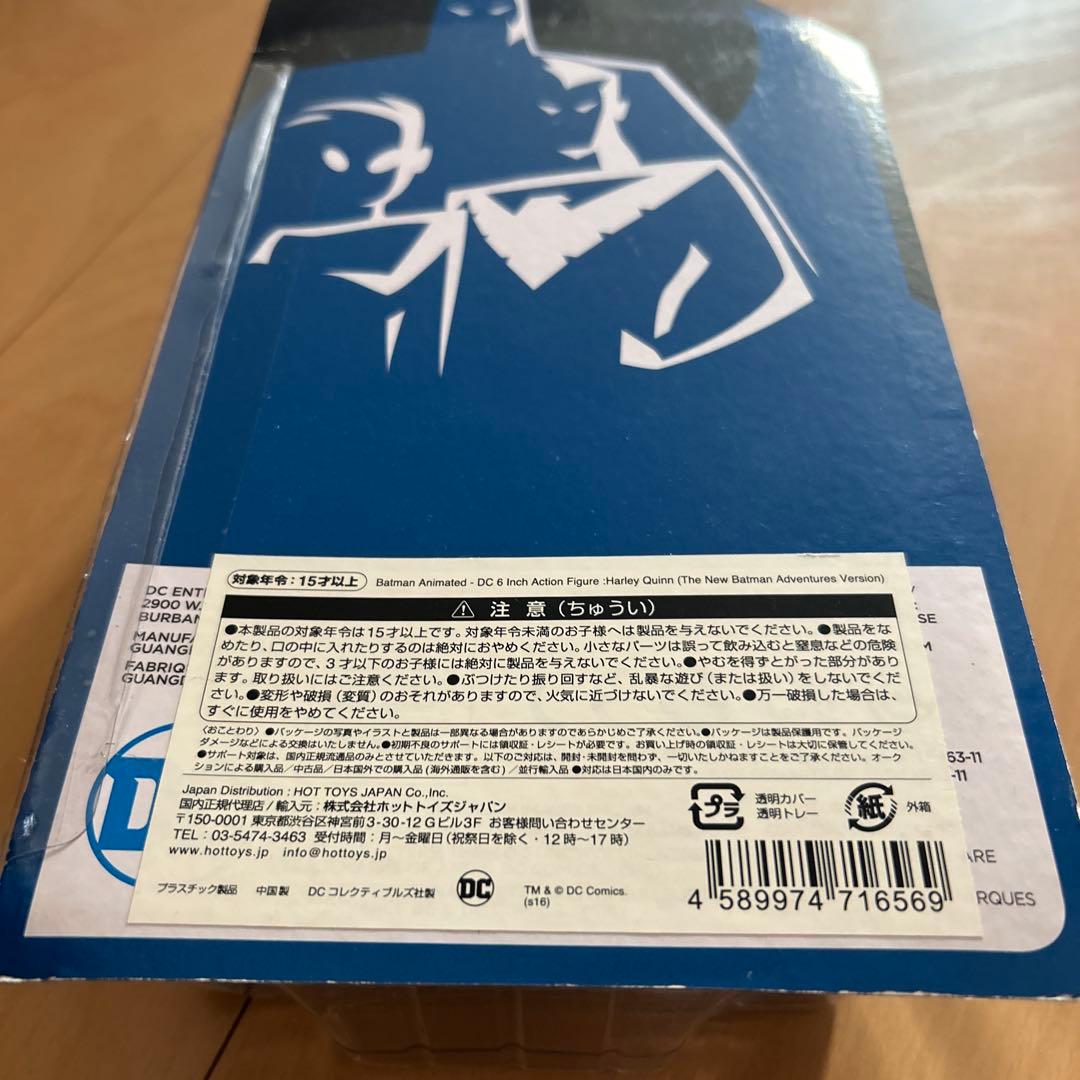 対象年令：15才以上
Batman Animated - DC 6 Inch Action Figure :Harley Quinn (The New Batman Adventures Version)
⚠ 注 意（ちゅうい）
●本製品の対象年令は15才以上です。対象年令未満のお子様へは製品を与えないでください。●製品をな
めたり、口の中に入れたりするのは絶対におやめください。小さなパーツは誤って飲み込むと窒息などの危険
がありますので、3才以下のお子様には絶対に製品を与えないでください。●やむを得ずとがった部分があり
ます。取り扱いにはご注意ください。●ぶつけたり振り回すなど、乱暴な遊び（または扱い）をしないでくださ
い。●変形や破損（変質）のおそれがありますので、火気に近づけないでください。●万一破損した場合は、
すぐに使用をやめてください。
〈おことわり〉●パッケージの写真やイラストと製品は一部異なる場合がありますのであらかじめご了承ください。●パッケージは製品保護用です。パッケージ
ダメージなどによる交換はいたしません。●初期不良のサポートには領収証・レシートが必要です。お買い上げ時の領収証・レシートは大切に保管してください。
●サポート対象は、国内正規流通品のみとさせていただきます。以下のご対応は、開封・未開封を問わず、一切いたしかねますことをご了承ください。オーク
ションによる購入品／中古品／日本国外での購入品（海外通販を含む）／並行輸入品 ●対応は日本国内のみです。
Japan Distribution : HOT TOYS JAPAN Co.,Inc.
国内正規代理店／輸入元：株式会社ホットトイズジャパン
〒150-0001 東京都渋谷区神宮前3-30-12 Gビル3F お客様問い合わせセンター
TEL：03-5474-3463 受付時間：月～金曜日（祝祭日を除く・12時～17時）
www.hottoys.jp info@hottoys.jp
プラ
透明カバー
透明トレー
紙
外箱
プラスチック製品 中国製 DCコレクティブルズ社製
DC
TM & © DC Comics.
(s16)
4 589974 716569
DC ENT
2900 W.
BURBAN
MANUFA
GUANGD
FABRIQU
GUANGD
SE
M
63-11
-11
ARE
RQUES
D